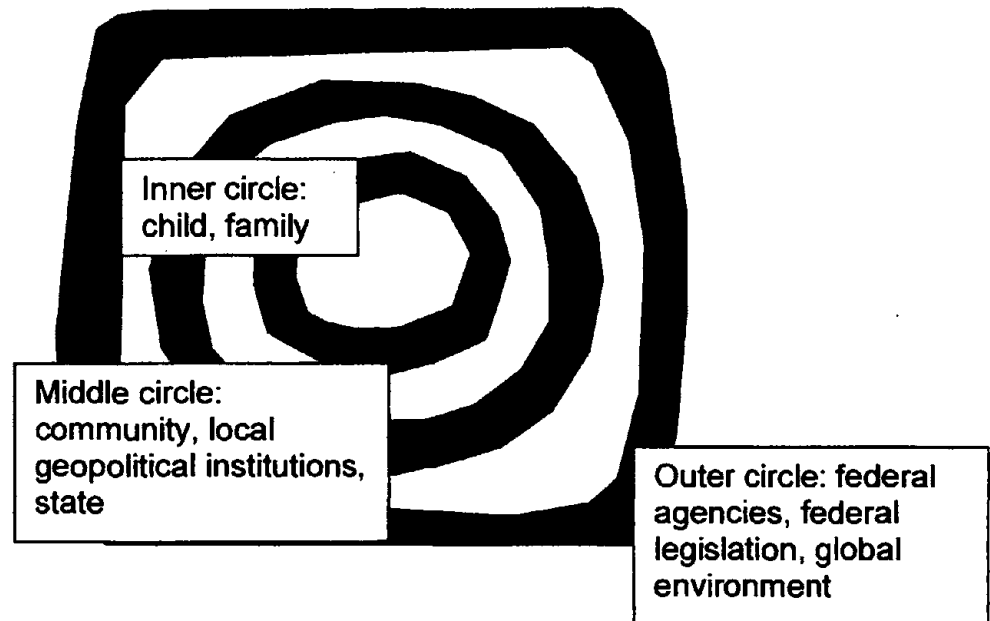 Inner circle:
child, family
Middle circle:
community, local
geopolitical institutions,
state
Outer circle: federal
agencies, federal
legislation, global
environment